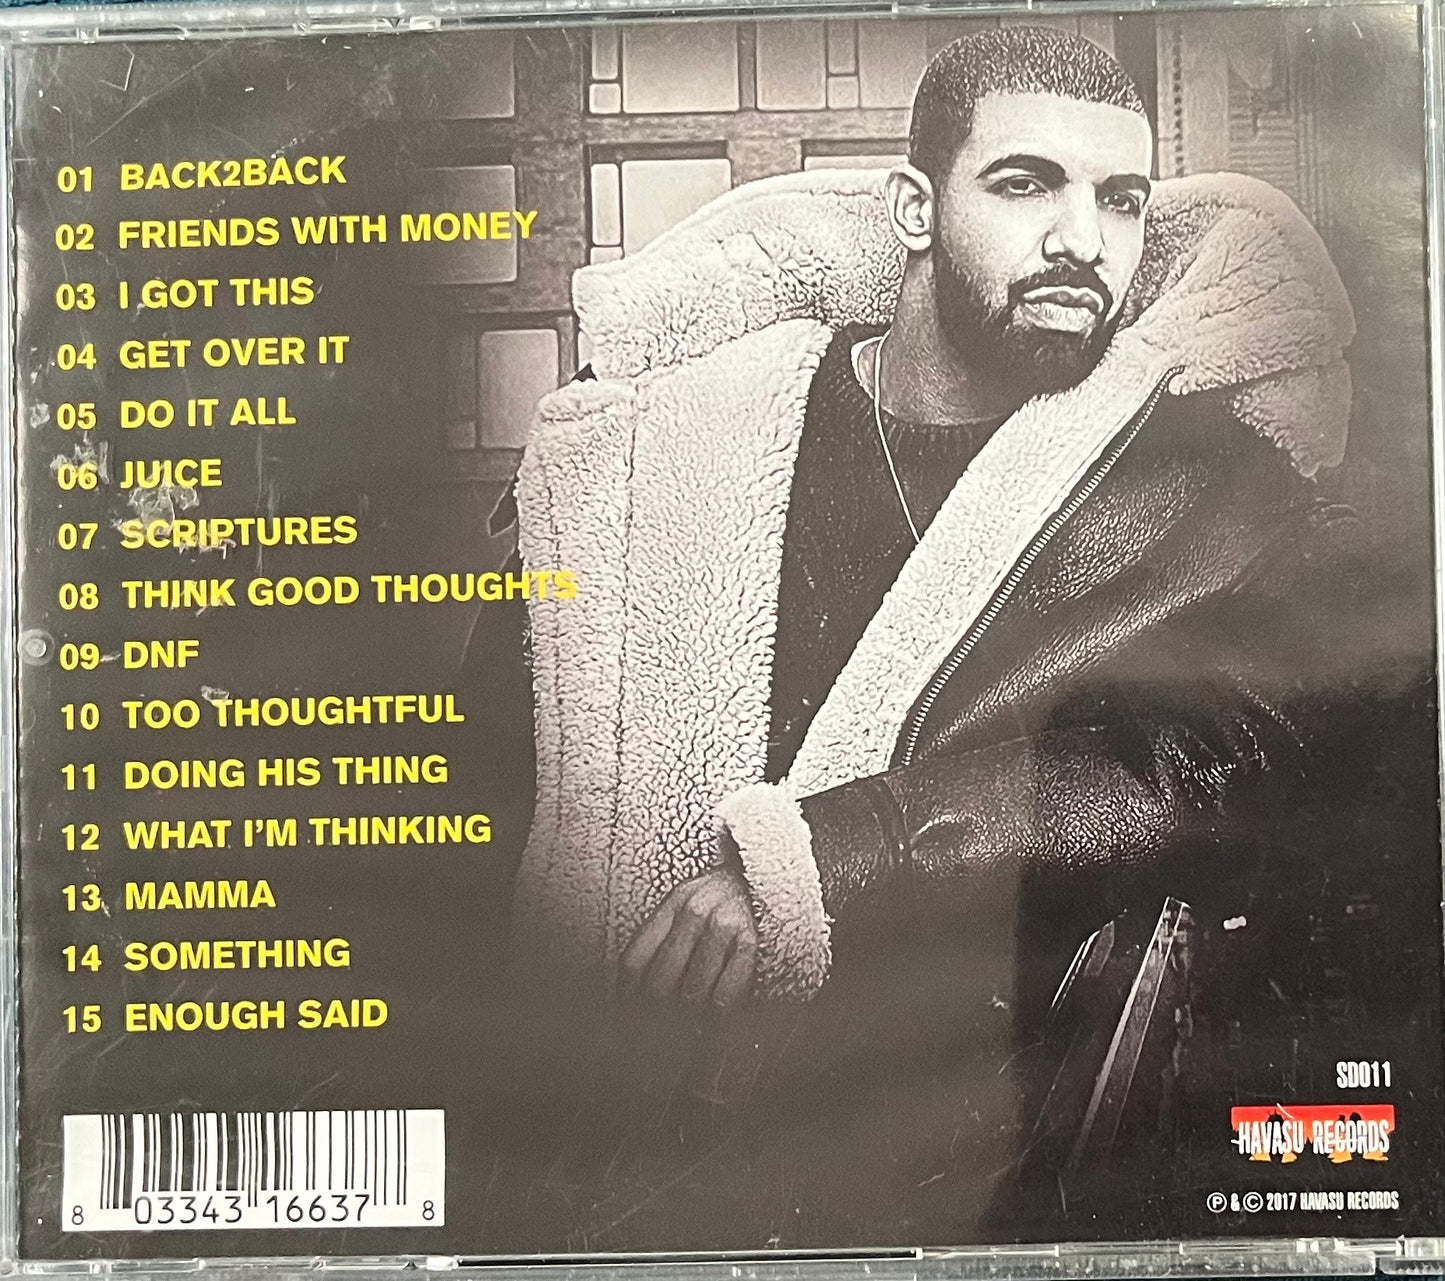 01 BACK2BACK
02 FRIENDS WITH MONEY
03 I GOT THIS
04 GET OVER IT
05 DO IT ALL
06 JUICE
07 SCRIPTURES
08 THINK GOOD THOUGHTS
09 DNF
10 TOO THOUGHTFUL
11 DOING HIS THING
12 WHAT I'M THINKING
13 MAMMA
14 SOMETHING
15 ENOUGH SAID
SD011
HAVASU RECORDS
℗ & © 2017 HAVASU RECORDS
8 03343 16637 8